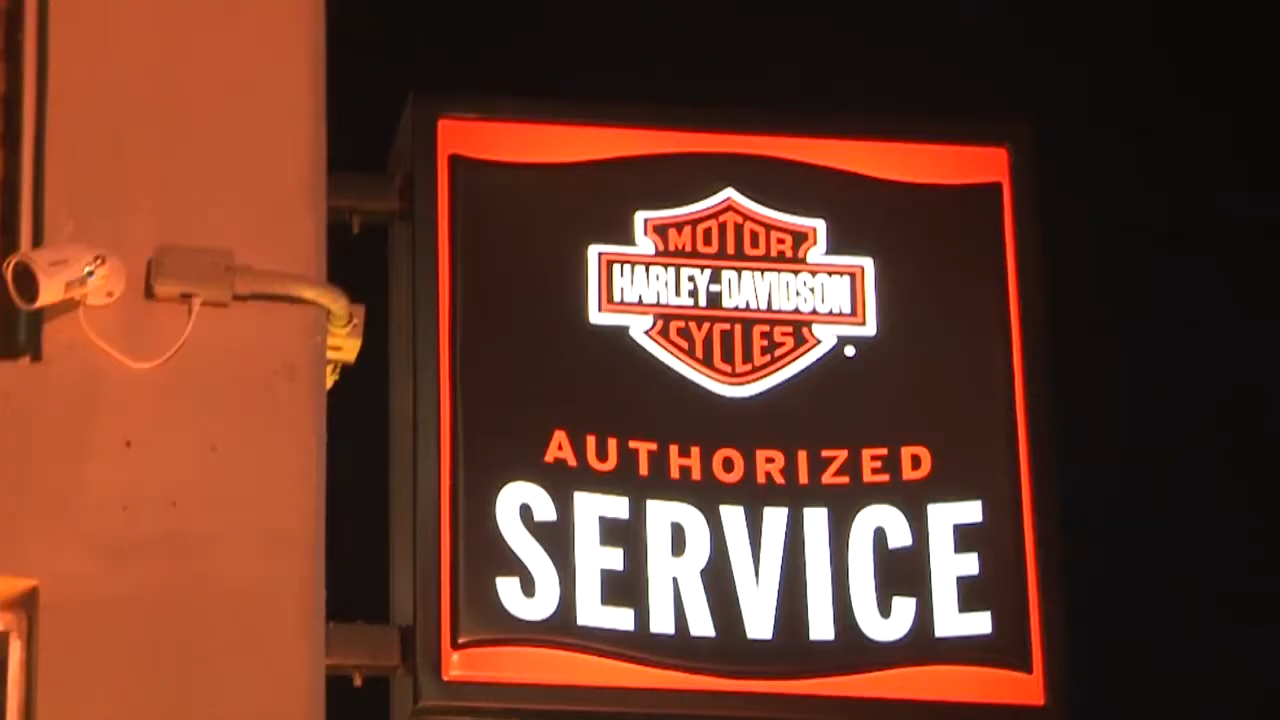 MOTOR
HARLEY-DAVIDSON
CYCLES
AUTHORIZED
SERVICE